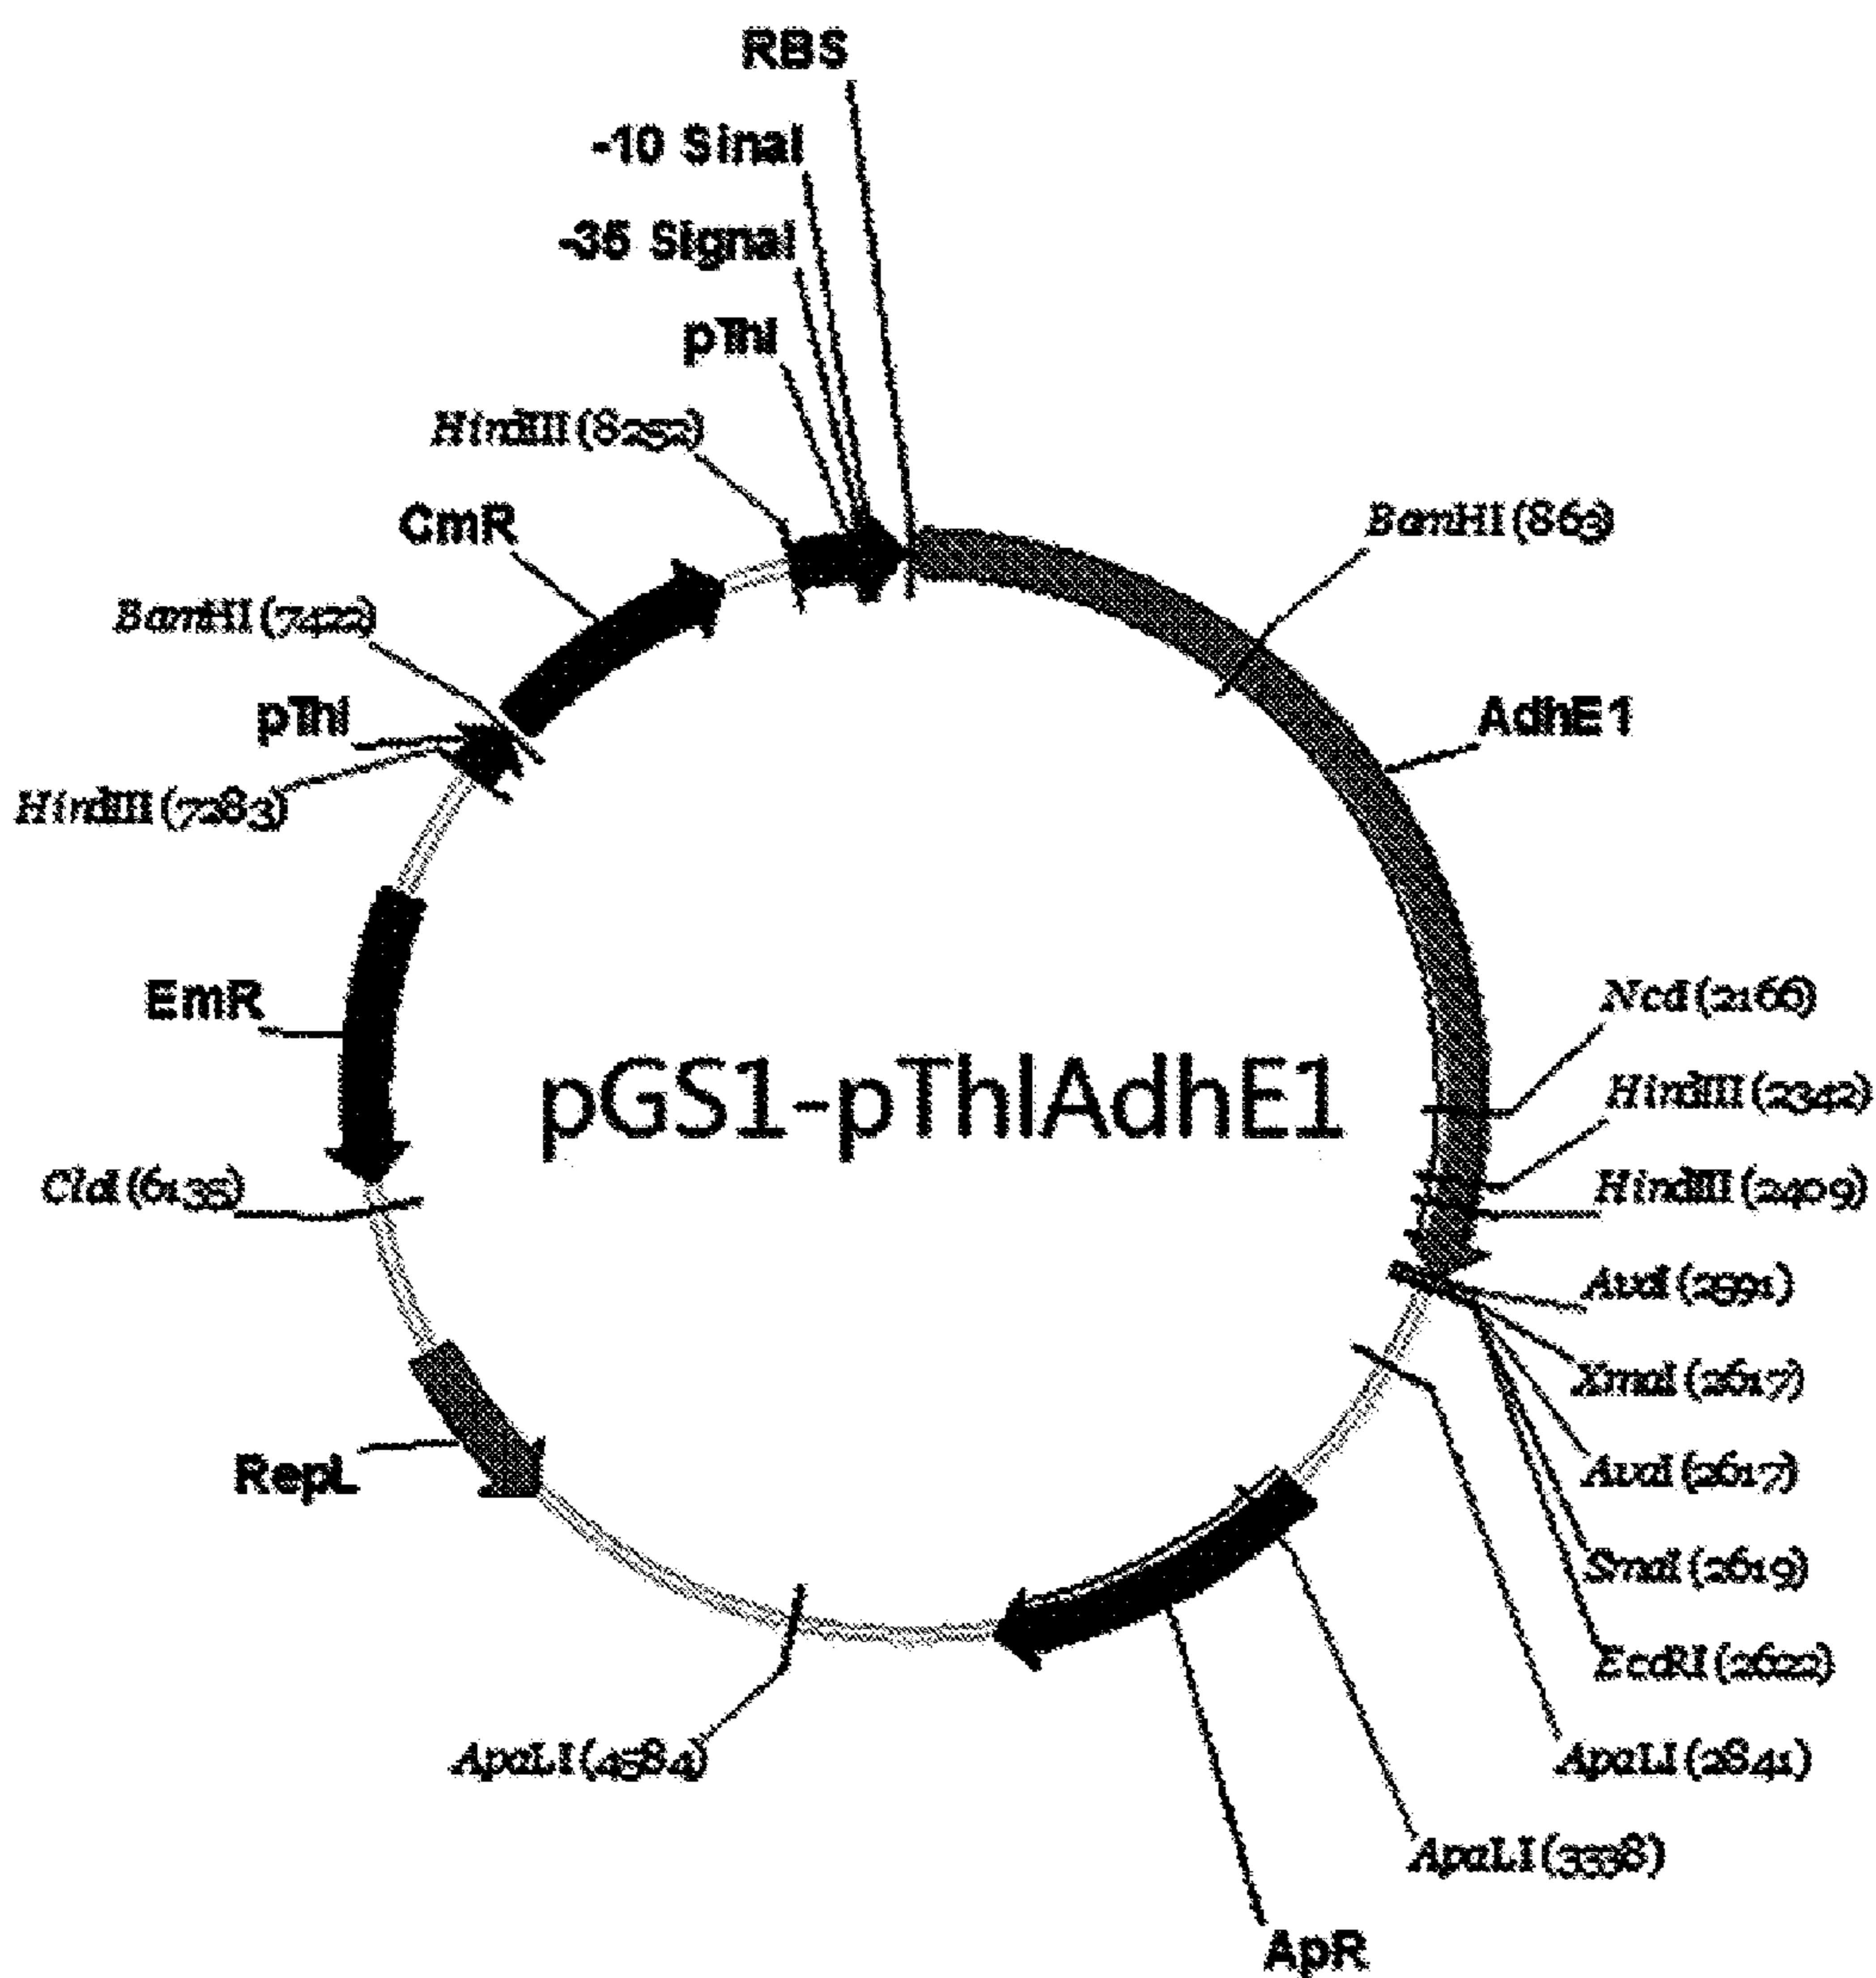 RBS
-10 Sinal
-35 Signal
pThl
HindIII (8252)
CmR
BamHI (863)
BamHI (7422)
pThl
AdhE1
HindIII (7283)
EmR
NcoI (2166)
pGS1-pThlAdhE1
HindIII (2342)
ClaI (6135)
HindIII (2409)
AvaI (2591)
XmaI (2617)
RepL
AvaI (2617)
SmaI (2619)
EcoRI (2622)
ApaLI (4584)
ApaLI (2841)
ApaLI (3338)
ApR